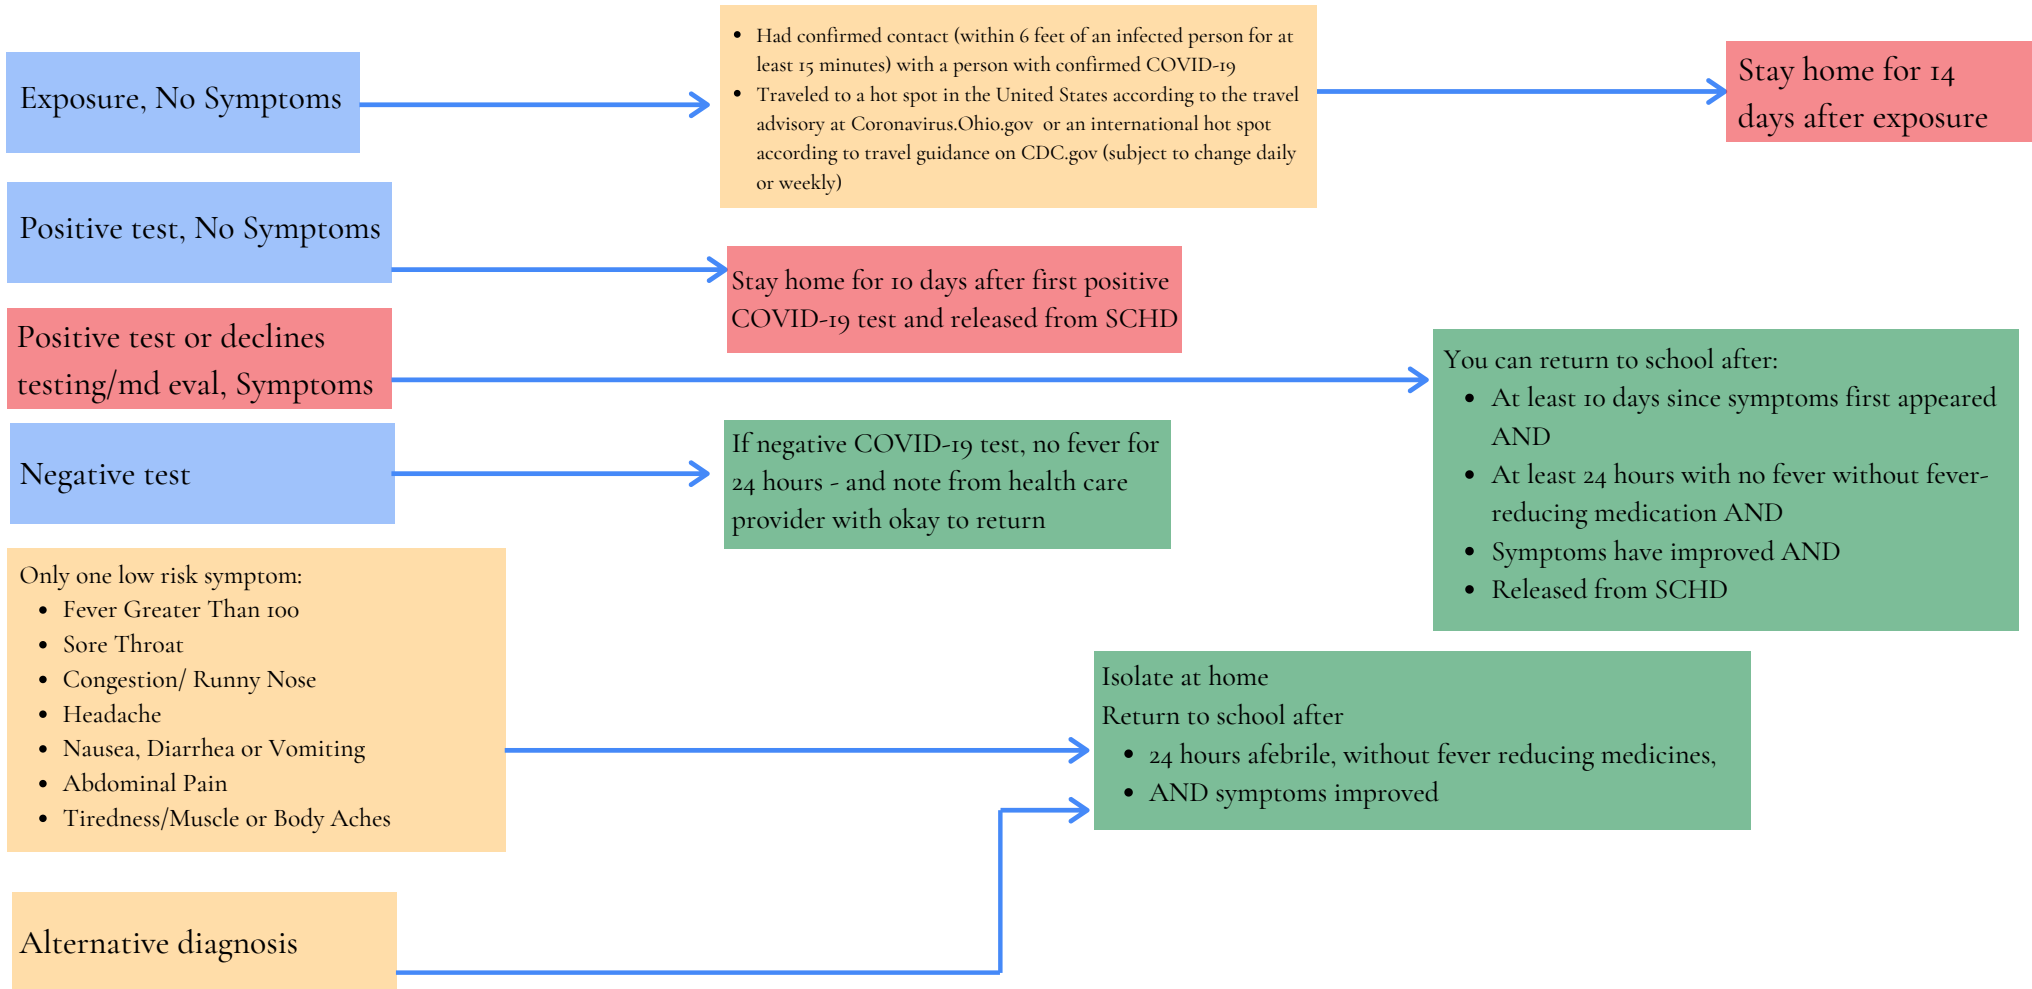 Exposure, No Symptoms
• Had confirmed contact (within 6 feet of an infected person for at
least 15 minutes) with a person with confirmed COVID-19
• Traveled to a hot spot in the United States according to the travel
advisory at Coronavirus.Ohio.gov or an international hot spot
according to travel guidance on CDC.gov (subject to change daily
or weekly)
Stay home for 14
days after exposure
Positive test, No Symptoms
Stay home for 10 days after first positive
COVID-19 test and released from SCHD
Positive test or declines
testing/md eval, Symptoms
You can return to school after:
• At least 10 days since symptoms first appeared
AND
• At least 24 hours with no fever without fever-
reducing medication AND
• Symptoms have improved AND
• Released from SCHD
Negative test
If negative COVID-19 test, no fever for
24 hours - and note from health care
provider with okay to return
Only one low risk symptom:
• Fever Greater Than 100
• Sore Throat
• Congestion/ Runny Nose
• Headache
• Nausea, Diarrhea or Vomiting
• Abdominal Pain
• Tiredness/Muscle or Body Aches
Isolate at home
Return to school after
• 24 hours afebrile, without fever reducing medicines,
• AND symptoms improved
Alternative diagnosis